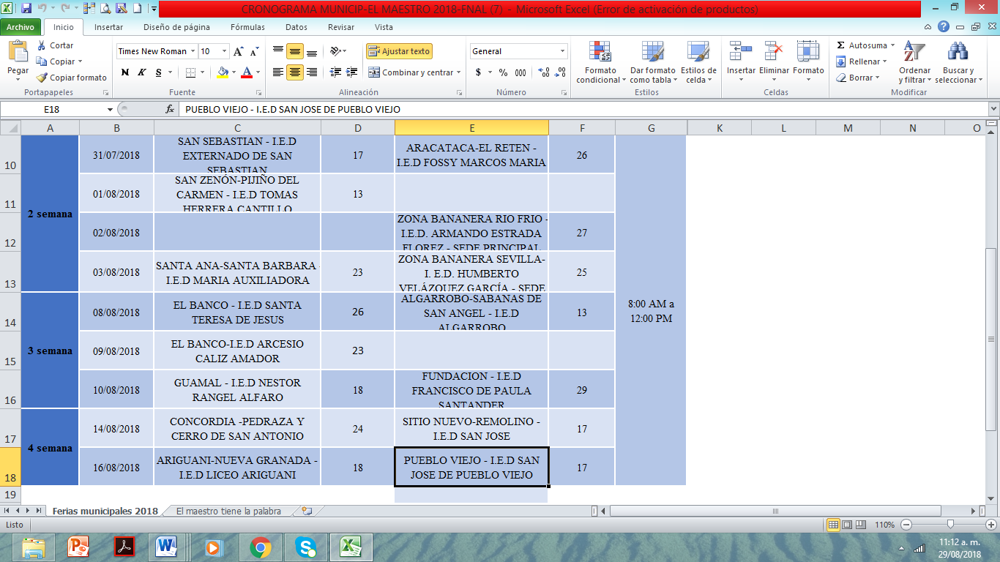 CRONOGRAMA MUNICIP-EL MAESTRO 2018-FNAL (7) - Microsoft Excel (Error de activación de productos)
Archivo Inicio Insertar Diseño de página Fórmulas Datos Revisar Vista
Pegar
Cortar
Copiar
Copiar formato
Portapapeles
Times New Roman 10
N K S
Fuente
Ajustar texto
Combinar y centrar
Alineación
General
$ % 000
Número
Formato condicional
Dar formato como tabla
Estilos de celda
Estilos
Insertar Eliminar Formato
Celdas
Autosuma
Rellenar
Borrar
Ordenar y filtrar
Buscar y seleccionar
Modificar
E18 fx PUEBLO VIEJO - I.E.D SAN JOSE DE PUEBLO VIEJO
A B C D E F G K L M N O
10
31/07/2018
SAN SEBASTIAN - I.E.D
EXTERNADO DE SAN
SEBASTIAN
17
ARACATACA-EL RETEN -
I.E.D FOSSY MARCOS MARIA
26
11
2 semana
01/08/2018
SAN ZENÓN-PIJIÑO DEL
CARMEN - I.E.D TOMAS
HERRERA CANTILLO
13
12
02/08/2018
ZONA BANANERA RIO FRIO -
I.E.D. ARMANDO ESTRADA
FLOREZ - SEDE PRINCIPAL
27
13
03/08/2018
SANTA ANA-SANTA BARBARA -
I.E.D MARIA AUXILIADORA
23
ZONA BANANERA SEVILLA-
I. ED. HUMBERTO
VELÁZQUEZ GARCÍA - SEDE
25
8:00 AM a
12:00 PM
14
08/08/2018
EL BANCO - I.E.D SANTA
TERESA DE JESUS
26
ALGARROBO-SABANAS DE
SAN ANGEL - I.E.D
ALGARROBO
13
15
3 semana
09/08/2018
EL BANCO-I.E.D ARCESIO
CALIZ AMADOR
23
16
10/08/2018
GUAMAL - I.E.D NESTOR
RANGEL ALFARO
18
FUNDACION - I.E.D
FRANCISCO DE PAULA
SANTANDER
29
17
4 semana
14/08/2018
CONCORDIA -PEDRAZA Y
CERRO DE SAN ANTONIO
24
SITIO NUEVO-REMOLINO -
I.E.D SAN JOSE
17
18
16/08/2018
ARIGUANI-NUEVA GRANADA -
I.E.D LICEO ARIGUANI
18
PUEBLO VIEJO - I.E.D SAN
JOSE DE PUEBLO VIEJO
17
19
Ferias municipales 2018 El maestro tiene la palabra
Listo 110%
11:12 a. m.
29/08/2018